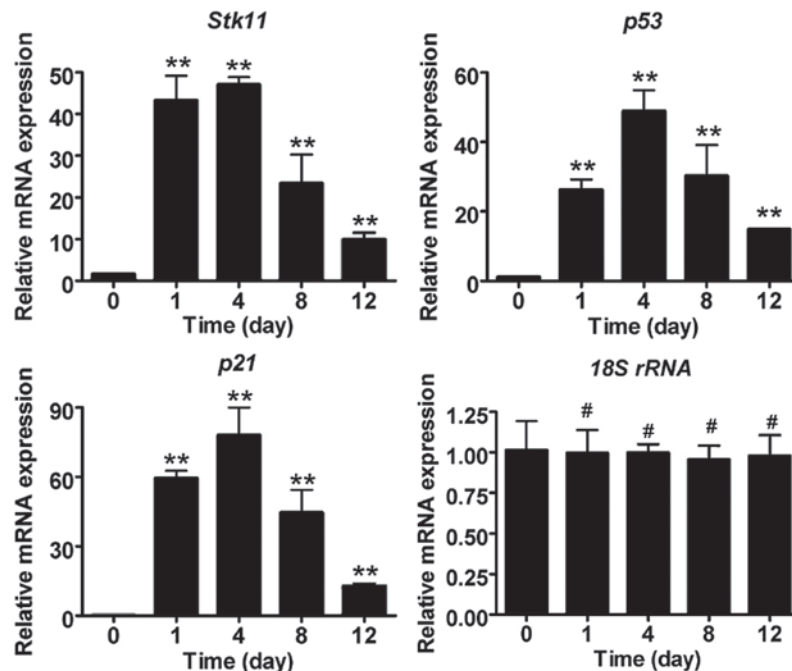 Stk11
Relative mRNA expression
50
40
30
20
10
0
** ** ** **
0 1 4 8 12
Time (day)
p53
Relative mRNA expression
60
40
20
0
** ** ** **
0 1 4 8 12
Time (day)
p21
Relative mRNA expression
90
60
30
0
** ** ** **
0 1 4 8 12
Time (day)
18S rRNA
Relative mRNA expression
1.25
1.00
0.75
0.50
0.25
0.00
# # # #
0 1 4 8 12
Time (day)